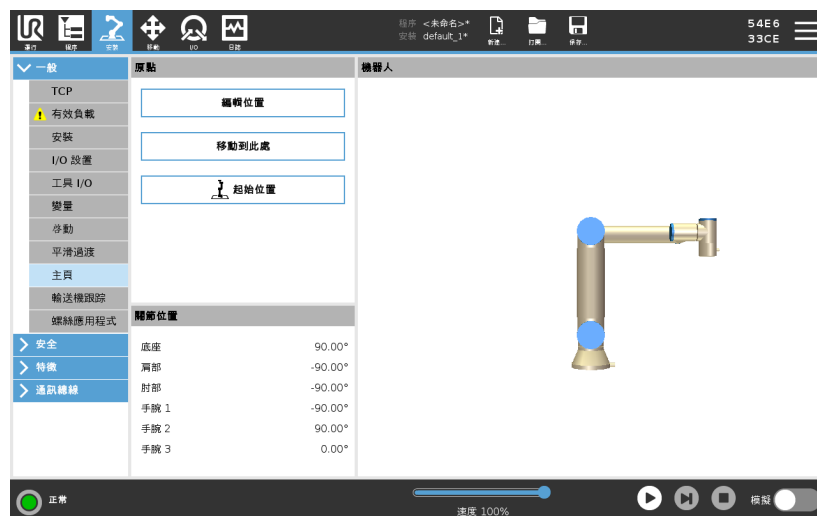 UR
運行
程序
安裝
移動
I/O
日誌
程序 <未命名>*
安裝 default_1*
新建...
打開...
保存...
54E6
33CE
一般
TCP
有效負載
安裝
I/O 設置
工具 I/O
變量
啓動
平滑過渡
主頁
輸送機跟踪
螺絲應用程式
安全
特徵
通訊總線
原點
編輯位置
移動到此處
起始位置
關節位置
底座 90.00°
肩部 -90.00°
肘部 -90.00°
手腕 1 -90.00°
手腕 2 90.00°
手腕 3 0.00°
機器人
正常
速度 100%
模擬